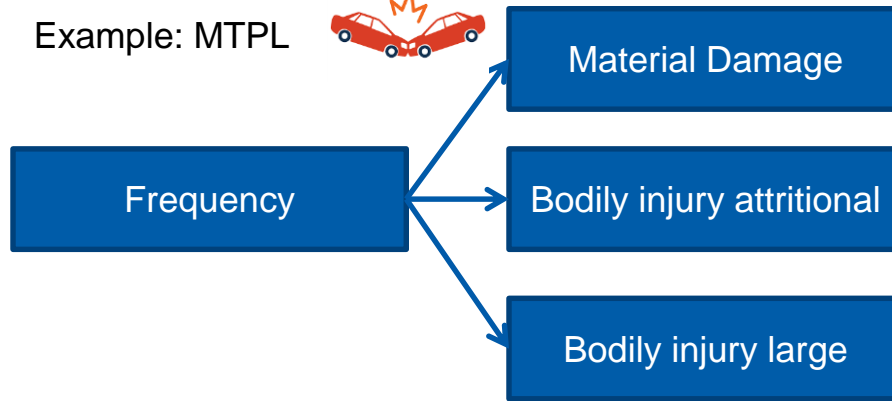 Example: MTPL
Material Damage
Frequency
Bodily injury attritional
Bodily injury large